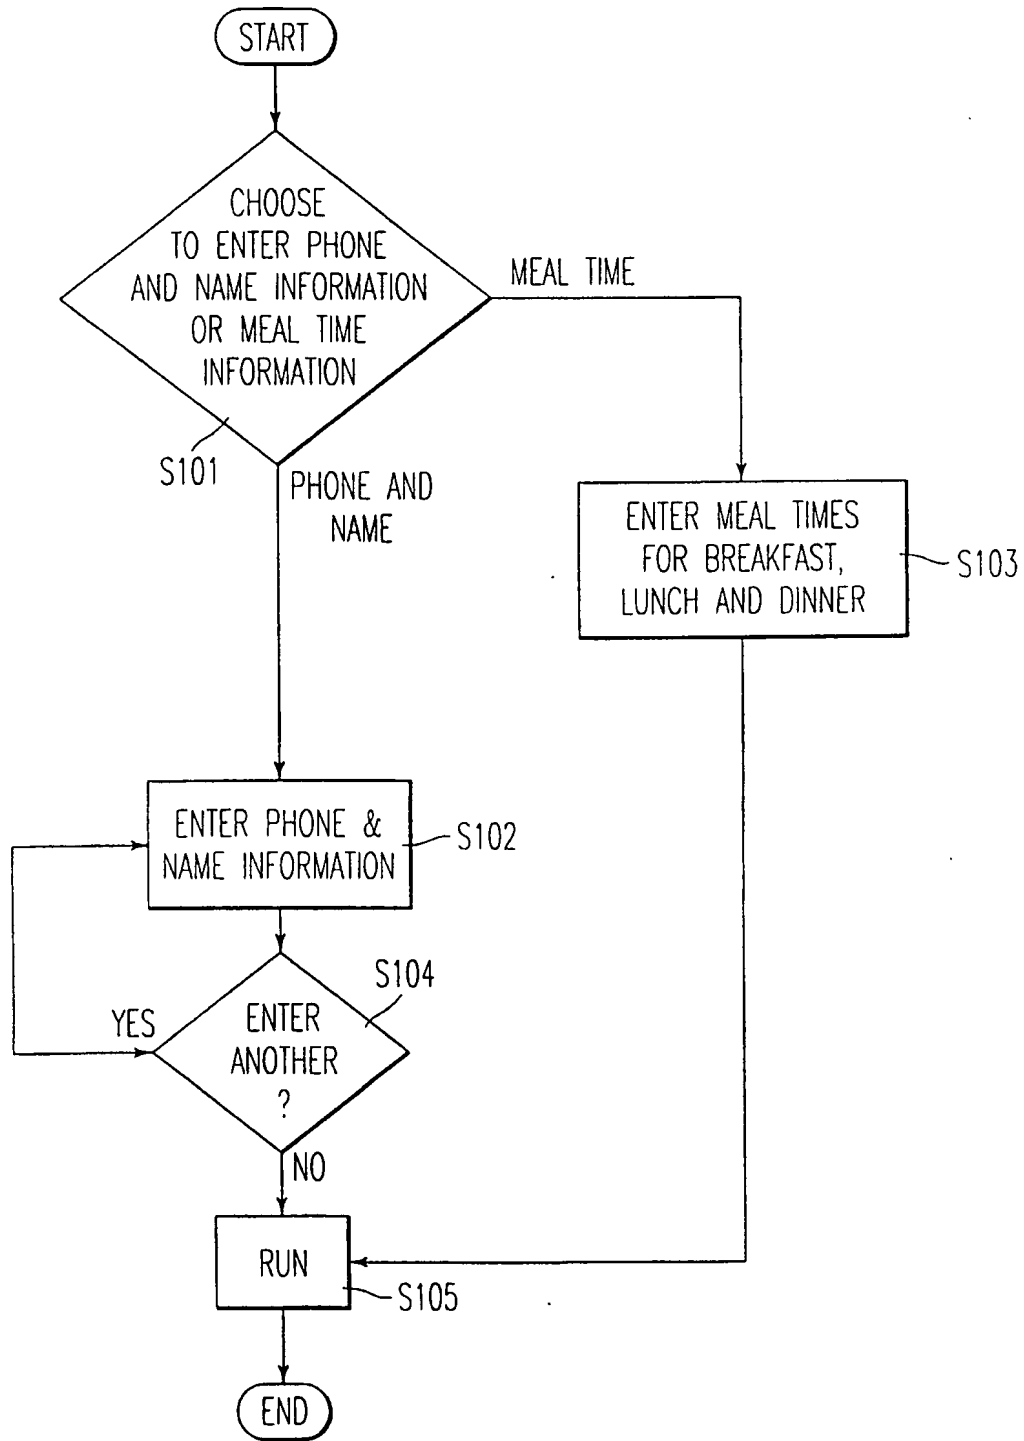 START
CHOOSE
TO ENTER PHONE
AND NAME INFORMATION
OR MEAL TIME
INFORMATION
S101
MEAL TIME
PHONE AND
NAME
ENTER MEAL TIMES
FOR BREAKFAST,
LUNCH AND DINNER
S103
ENTER PHONE &
NAME INFORMATION
S102
S104
YES
ENTER
ANOTHER
?
NO
RUN
S105
END